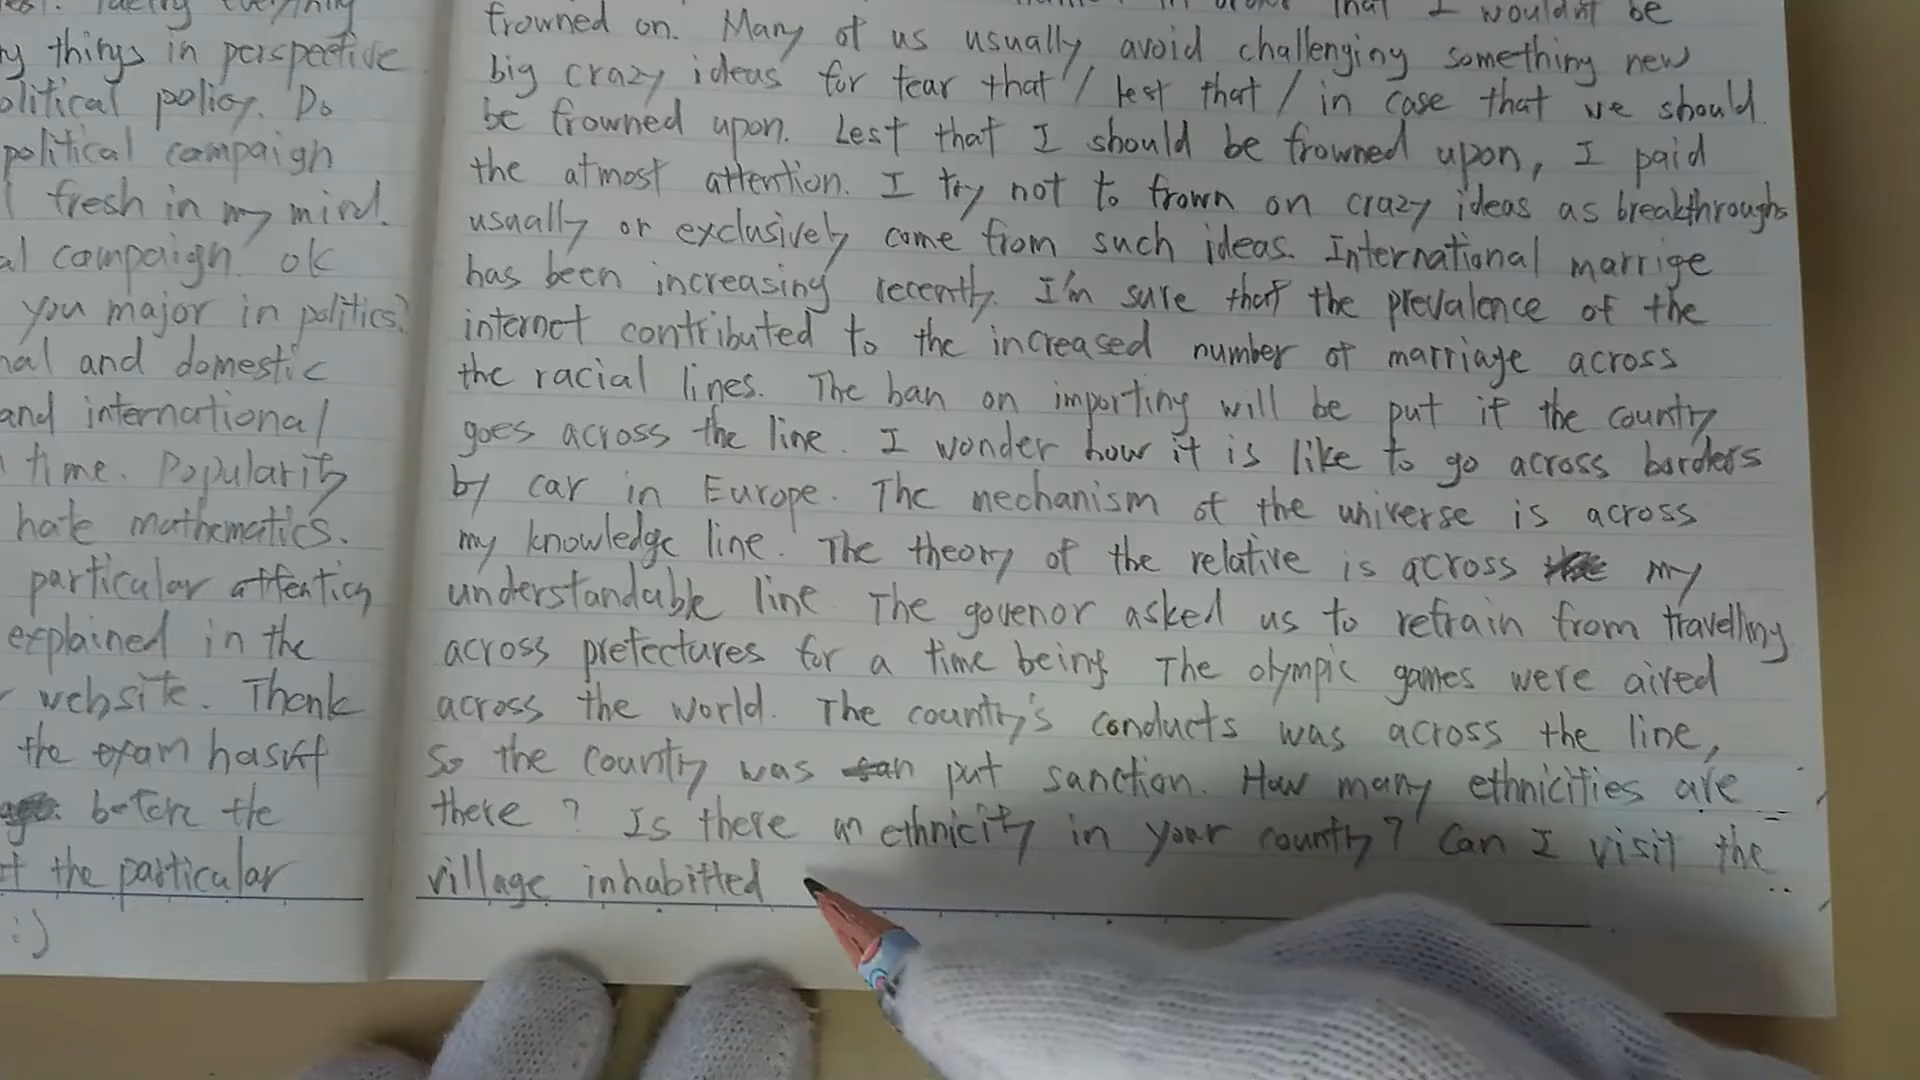 things in perspective
political policy. Do
political campaign
fresh in my mind.
campaign. ok
you major in politics?
and domestic
and international
time. Popularity
hate mathematics.
particular attention
explained in the
website. Thank
the exam hasuff
before the
the particular
:)
that I wouldn't be
frowned on. Many of us usually avoid challenging something new
big crazy ideas for fear that / lest that / in case that we should
be frowned upon. Lest that I should be frowned upon, I paid
the atmost attention. I try not to frown on crazy ideas as breakthroughs
usually or exclusively come from such ideas. International marrige
has been increasing recently. I'm sure that the prevalence of the
internet contributed to the increased number of marriage across
the racial lines. The ban on importing will be put if the country
goes across the line. I wonder how it is like to go across borders
by car in Europe. The mechanism of the universe is across
my knowledge line. The theory of the relative is across my
understandable line. The govenor asked us to refrain from travelling
across prefectures for a time being. The olympic games were aired
across the world. The country's conducts was across the line,
so the country was put sanction. How many ethnicities are
there? Is there an ethnicity in your country? Can I visit the
village inhabitted